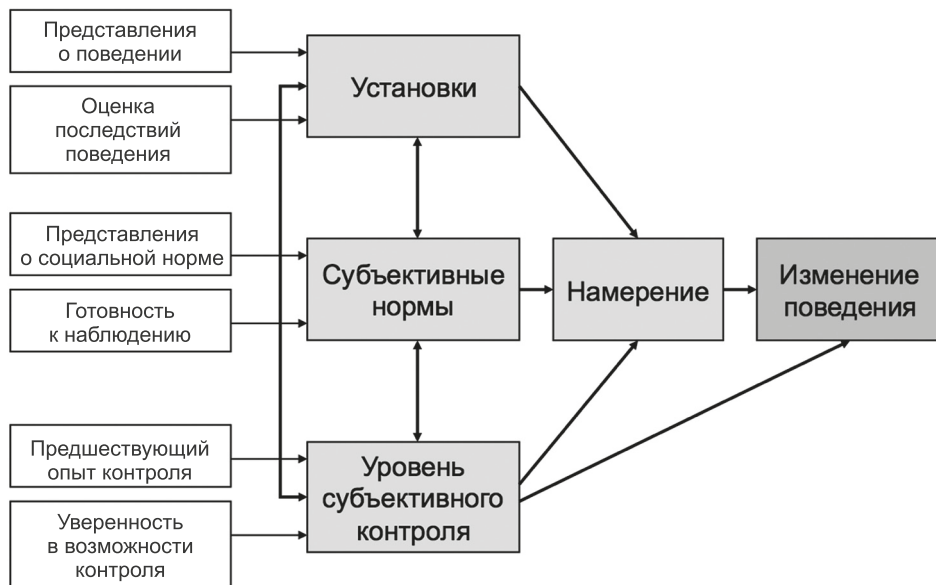 Представления
о поведении
Оценка
последствий
поведения
Установки
Представления
о социальной норме
Готовность
к наблюдению
Субъективные
нормы
Намерение
Изменение
поведения
Предшествующий
опыт контроля
Уверенность
в возможности
контроля
Уровень
субъективного
контроля